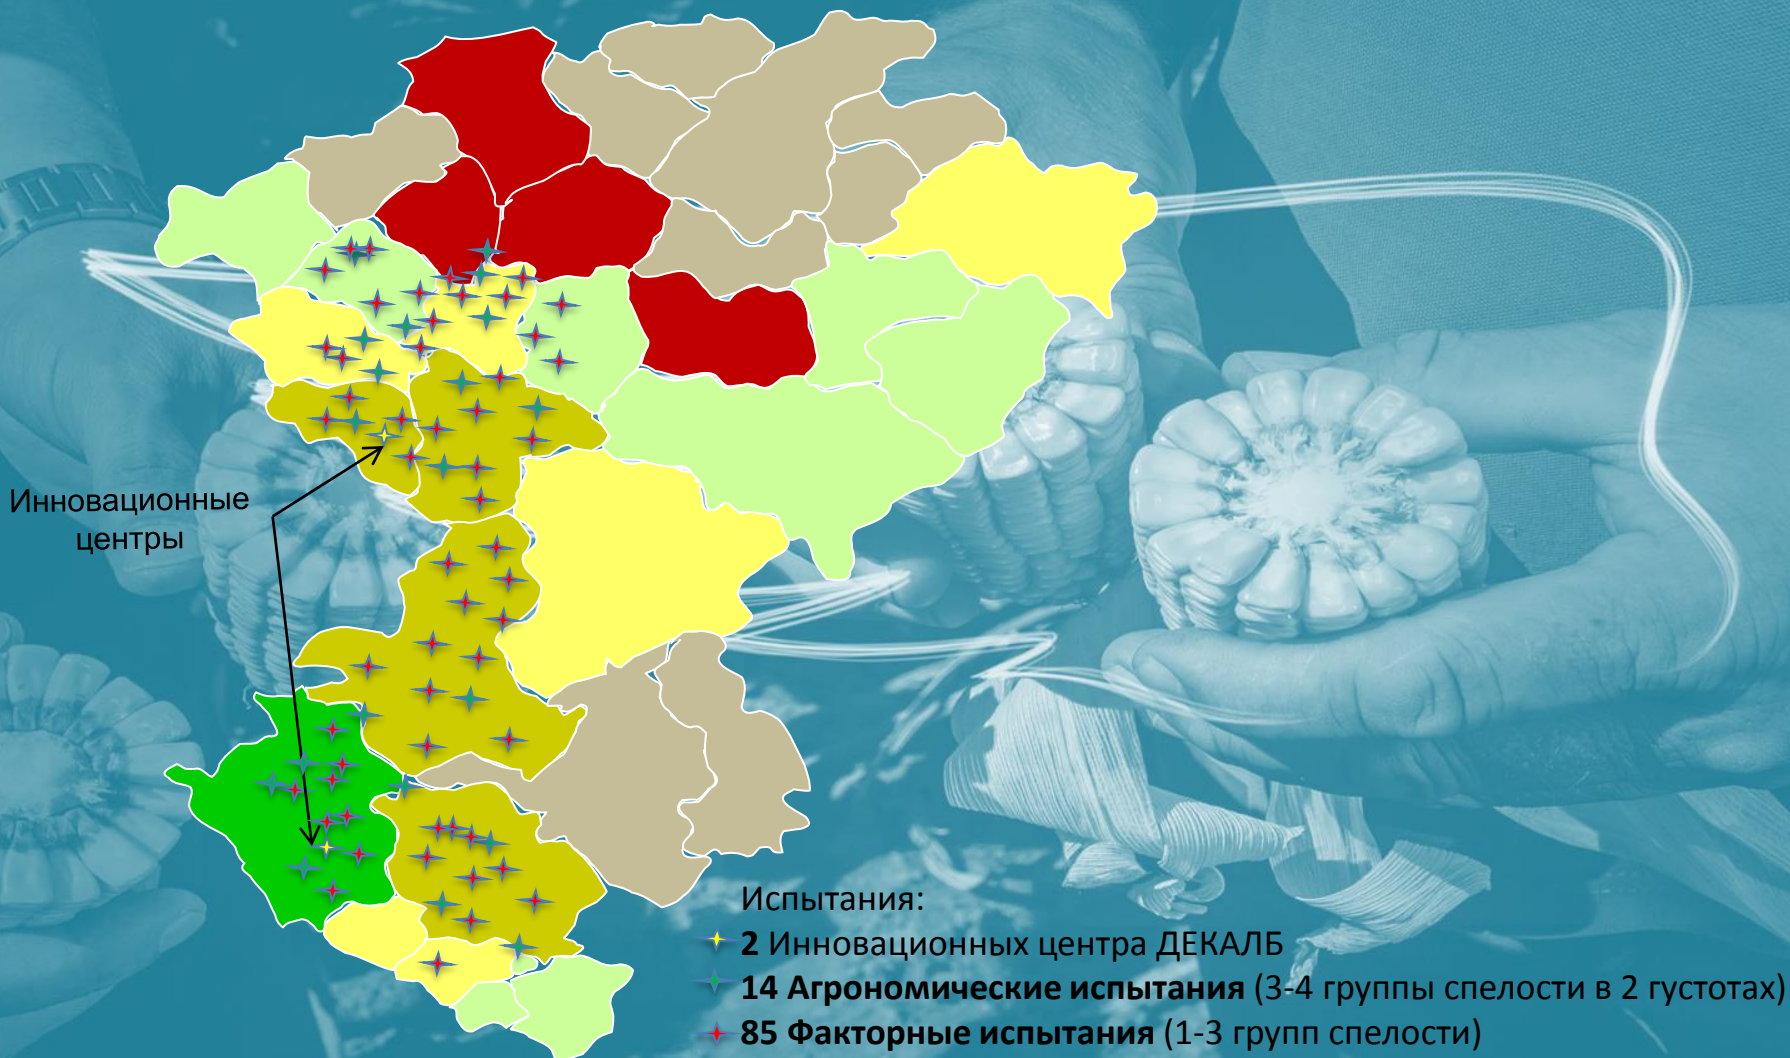 Инновационные
центры
Испытания:
2 Инновационных центра ДЕКАЛБ
14 Агрономические испытания (3-4 группы спелости в 2 густотах)
85 Факторные испытания (1-3 групп спелости)